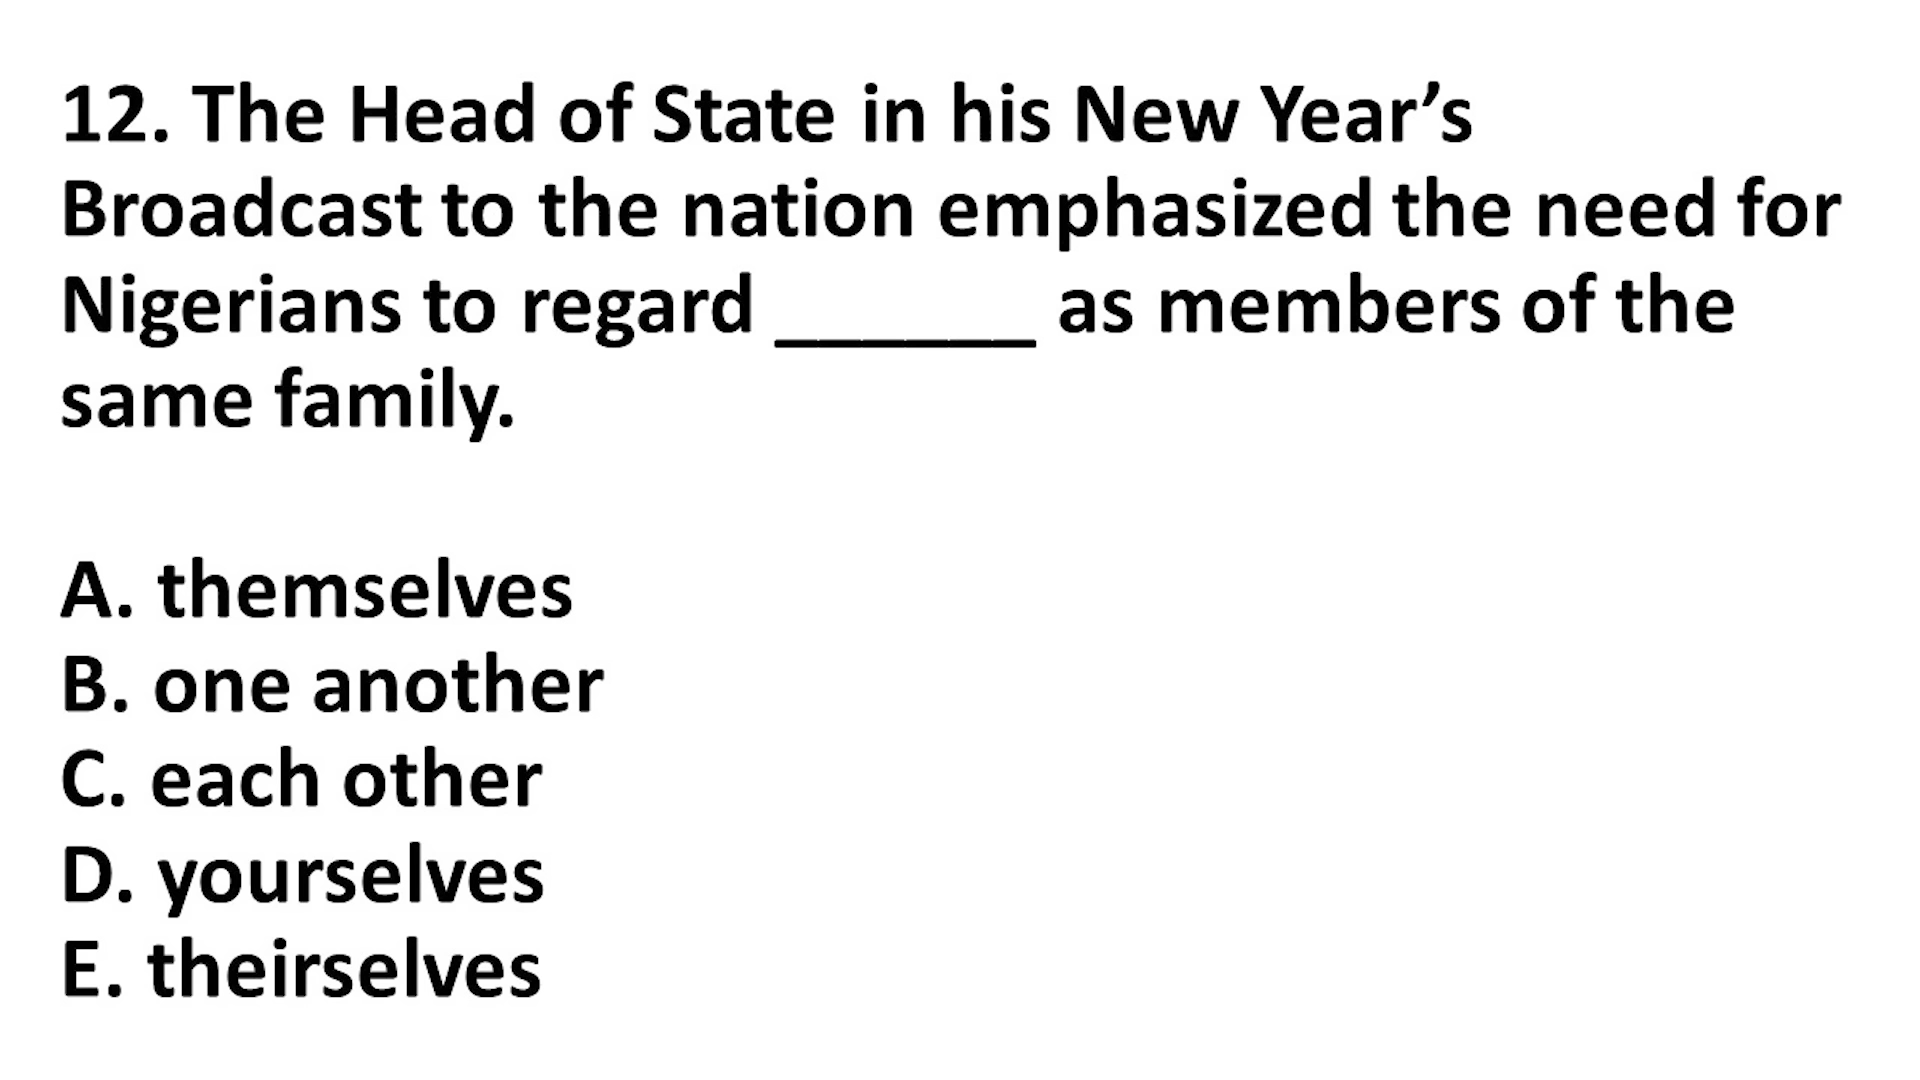 12. The Head of State in his New Year’s
Broadcast to the nation emphasized the need for
Nigerians to regard ______ as members of the
same family.
A. themselves
B. one another
C. each other
D. yourselves
E. theirselves